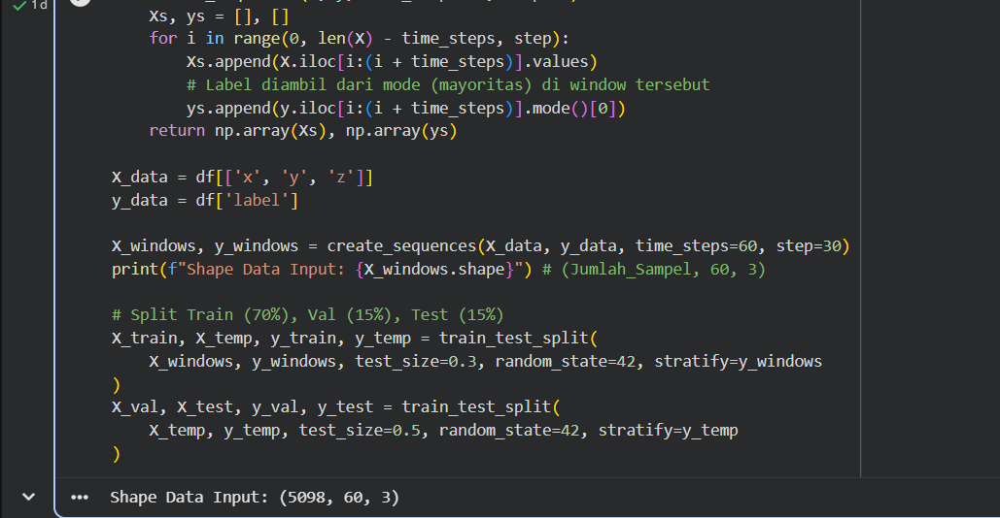 1d
Xs, ys = [], []
for i in range(0, len(X) - time_steps, step):
Xs.append(X.iloc[i:(i + time_steps)].values)
# Label diambil dari mode (mayoritas) di window tersebut
ys.append(y.iloc[i:(i + time_steps)].mode()[0])
return np.array(Xs), np.array(ys)
X_data = df[['x', 'y', 'z']]
y_data = df['label']
X_windows, y_windows = create_sequences(X_data, y_data, time_steps=60, step=30)
print(f"Shape Data Input: {X_windows.shape}") # (Jumlah_Sampel, 60, 3)
# Split Train (70%), Val (15%), Test (15%)
X_train, X_temp, y_train, y_temp = train_test_split(
X_windows, y_windows, test_size=0.3, random_state=42, stratify=y_windows
)
X_val, X_test, y_val, y_test = train_test_split(
X_temp, y_temp, test_size=0.5, random_state=42, stratify=y_temp
)
Shape Data Input: (5098, 60, 3)